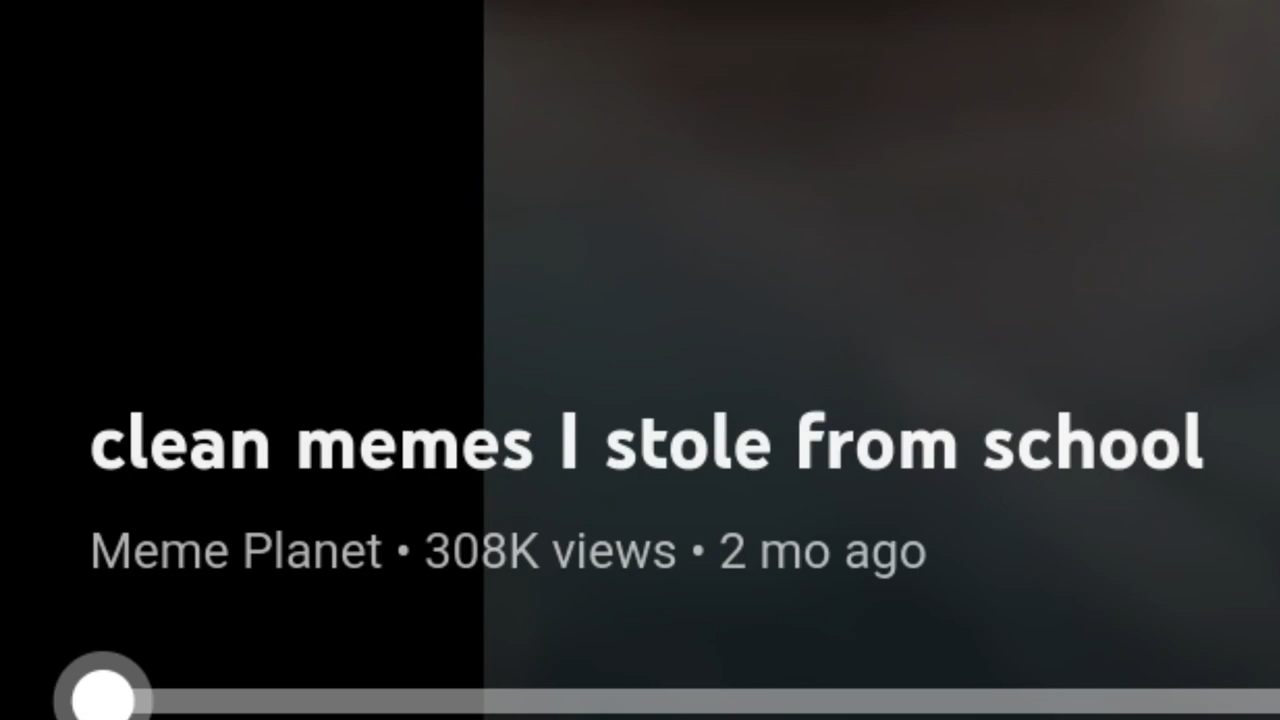 clean memes I stole from school
Meme Planet • 308K views • 2 mo ago